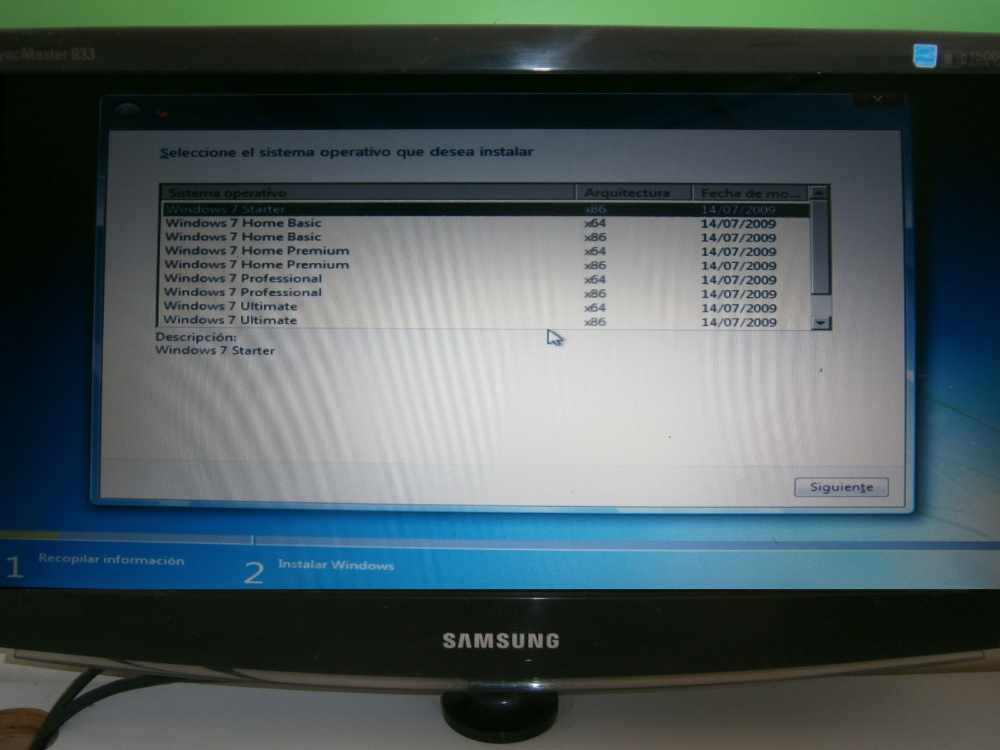 SyncMaster 933
Seleccione el sistema operativo que desea instalar
Sistema operativo Arquitectura Fecha de mo...
Windows 7 Starter x86 14/07/2009
Windows 7 Home Basic x64 14/07/2009
Windows 7 Home Basic x86 14/07/2009
Windows 7 Home Premium x64 14/07/2009
Windows 7 Home Premium x86 14/07/2009
Windows 7 Professional x64 14/07/2009
Windows 7 Professional x86 14/07/2009
Windows 7 Ultimate x64 14/07/2009
Windows 7 Ultimate x86 14/07/2009
Descripción:
Windows 7 Starter
Siguiente
1 Recopilar información 2 Instalar Windows
SAMSUNG